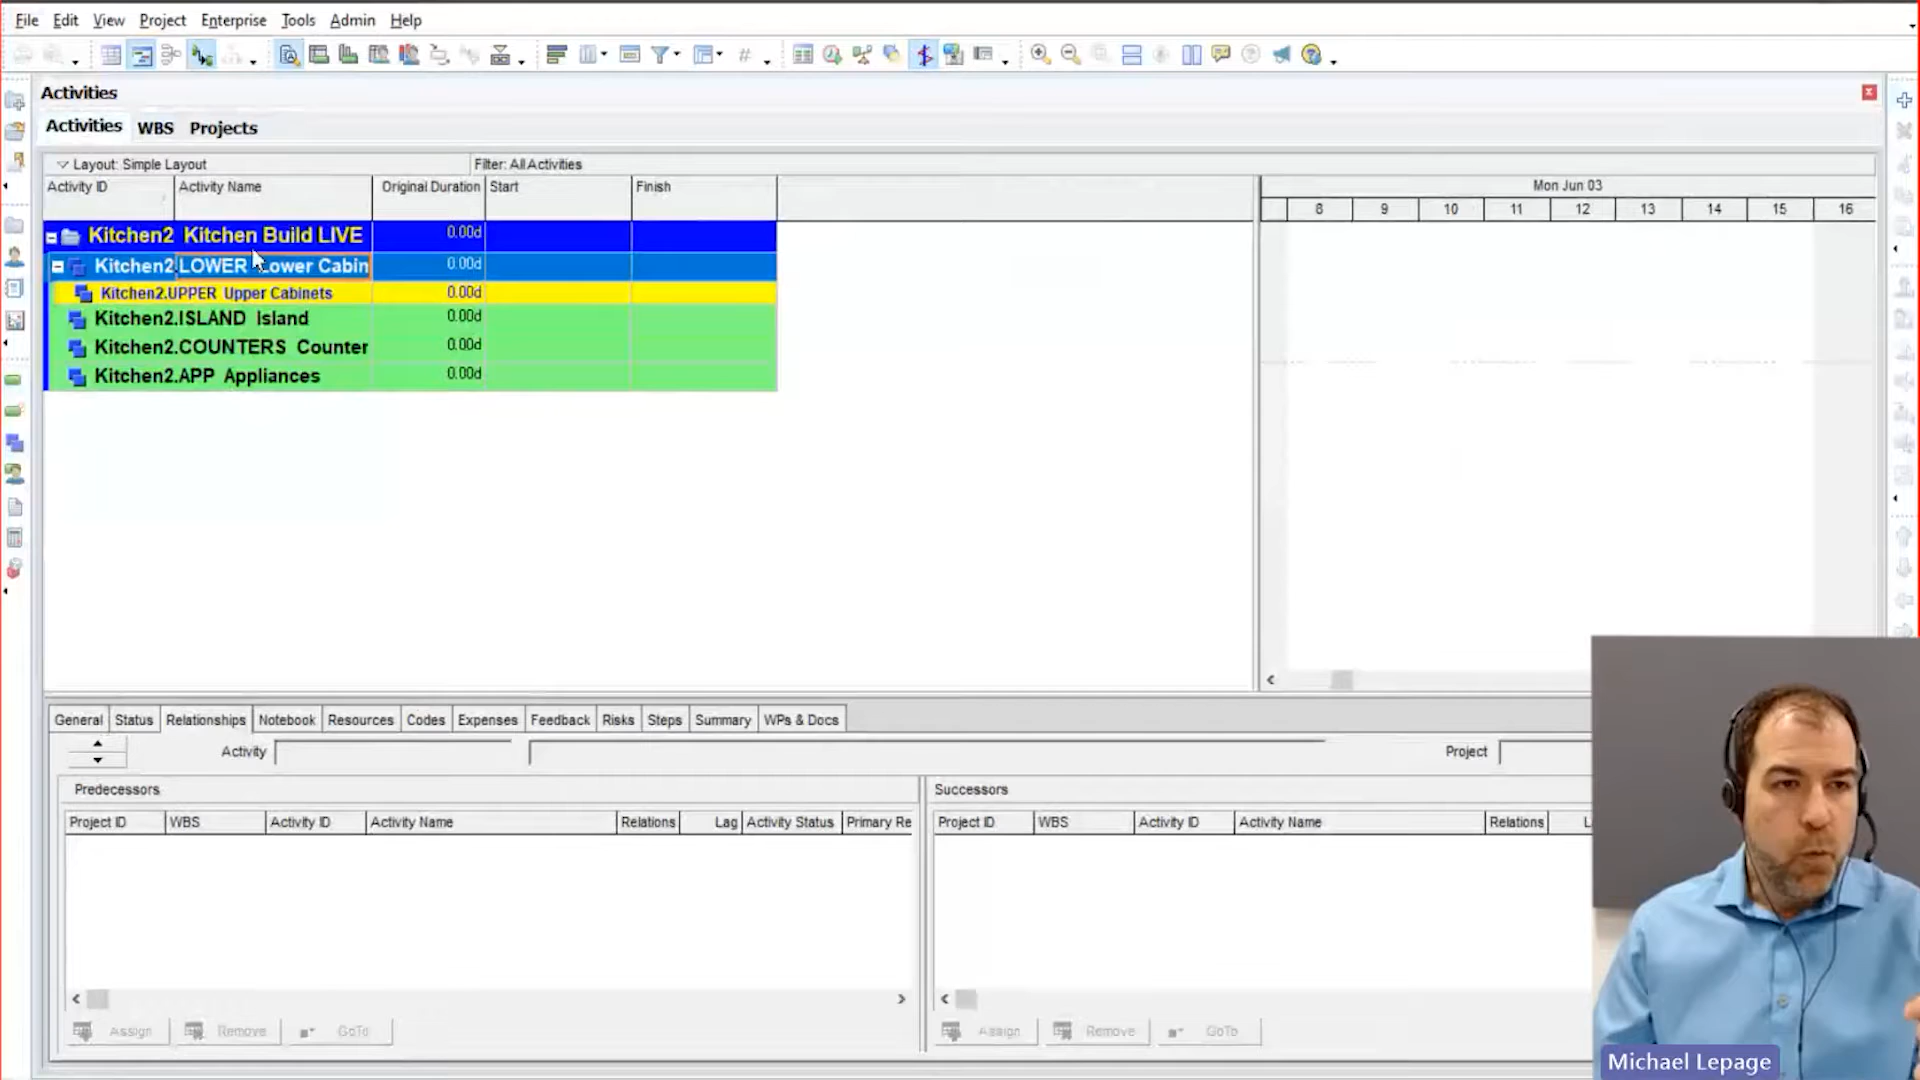 File Edit View Project Enterprise Tools Admin Help
Activities
Activities WBS Projects
Layout: Simple Layout Filter: All Activities
Activity ID Activity Name Original Duration Start Finish Mon Jun 03
8 9 10 11 12 13 14 15 16
Kitchen2 Kitchen Build LIVE 0.00d
Kitchen2.LOWER Lower Cabin 0.00d
Kitchen2.UPPER Upper Cabinets 0.00d
Kitchen2.ISLAND Island 0.00d
Kitchen2.COUNTERS Counter 0.00d
Kitchen2.APP Appliances 0.00d
General Status Relationships Notebook Resources Codes Expenses Feedback Risks Steps Summary WPs & Docs
Activity Project
Predecessors Successors
Project ID WBS Activity ID Activity Name Relations Lag Activity Status Primary Re Project ID WBS Activity ID Activity Name Relations L
Assign Remove GoTo Assign Remove GoTo
Michael Lepage